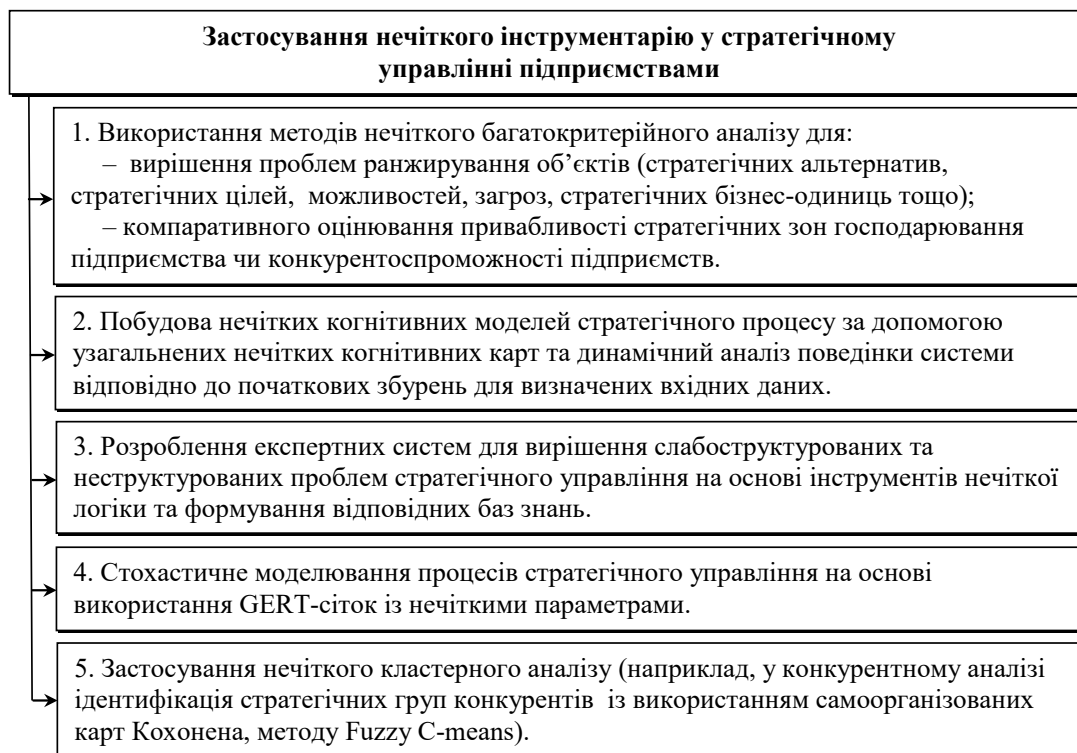 Застосування нечіткого інструментарію у стратегічному
управлінні підприємствами
1. Використання методів нечіткого багатокритерійного аналізу для:
– вирішення проблем ранжирування об’єктів (стратегічних альтернатив,
стратегічних цілей, можливостей, загроз, стратегічних бізнес-одиниць тощо);
– компаративного оцінювання привабливості стратегічних зон господарювання
підприємства чи конкурентоспроможності підприємств.
2. Побудова нечітких когнітивних моделей стратегічного процесу за допомогою
узагальнених нечітких когнітивних карт та динамічний аналіз поведінки системи
відповідно до початкових збурень для визначених вхідних даних.
3. Розроблення експертних систем для вирішення слабоструктурованих та
неструктурованих проблем стратегічного управління на основі інструментів нечіткої
логіки та формування відповідних баз знань.
4. Стохастичне моделювання процесів стратегічного управління на основі
використання GERT-сіток із нечіткими параметрами.
5. Застосування нечіткого кластерного аналізу (наприклад, у конкурентному аналізі
ідентифікація стратегічних груп конкурентів із використанням самоорганізованих
карт Кохонена, методу Fuzzy C-means).